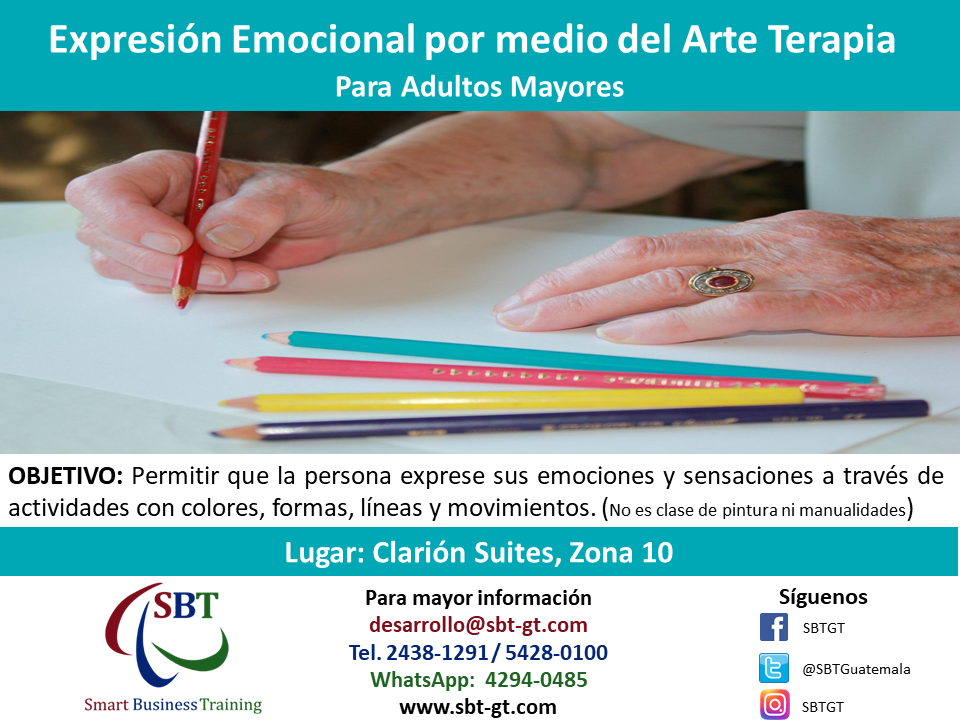 Expresión Emocional por medio del Arte Terapia
Para Adultos Mayores
OBJETIVO: Permitir que la persona exprese sus emociones y sensaciones a través de
actividades con colores, formas, líneas y movimientos. (No es clase de pintura ni manualidades)
Lugar: Clarión Suites, Zona 10
SBT
Smart Business Training
Para mayor información
desarrollo@sbt-gt.com
Tel. 2438-1291/ 5428-0100
WhatsApp: 4294-0485
www.sbt-gt.com
Síguenos
SBTGT
@SBTGuatemala
SBTGT